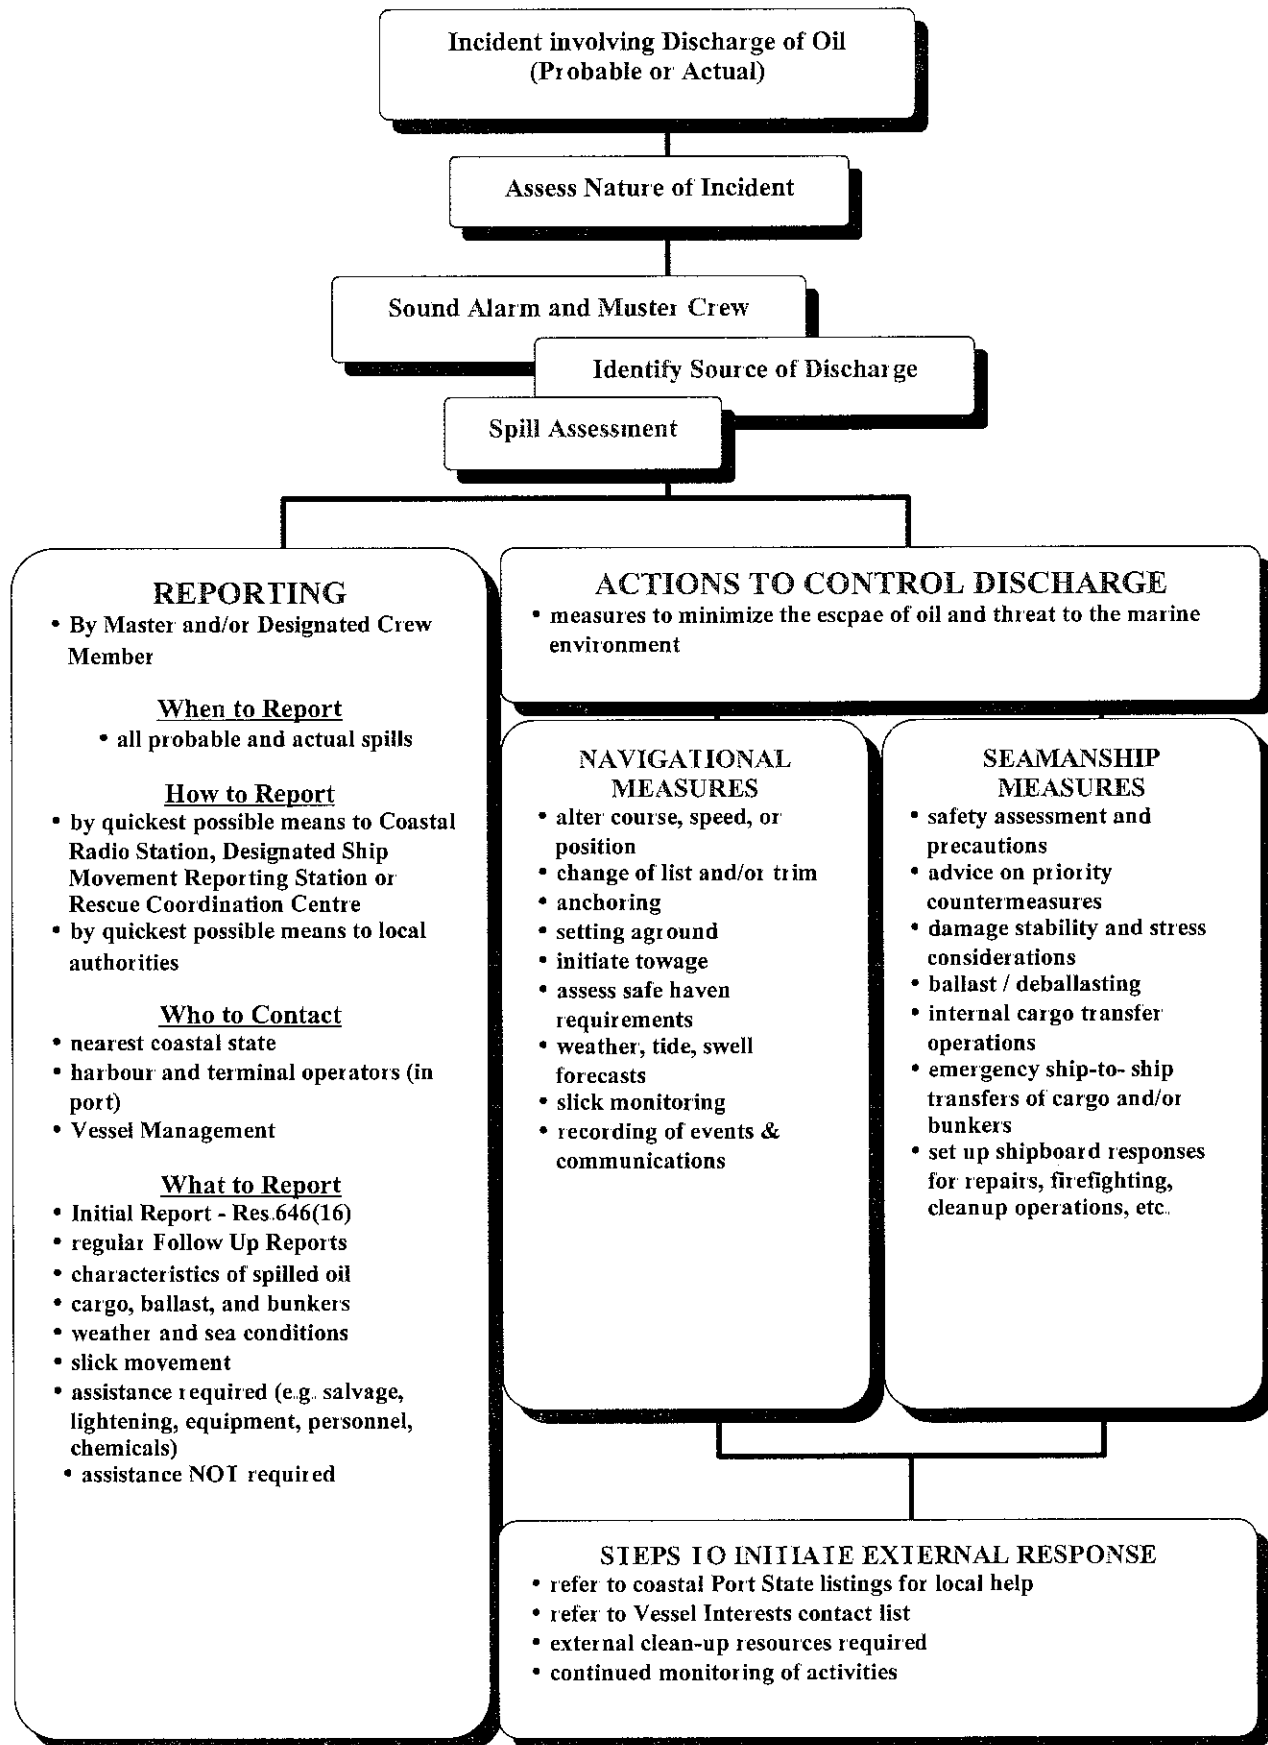 Incident involving Discharge of Oil
(Probable or Actual)
Assess Nature of Incident
Sound Alarm and Muster Crew
Identify Source of Discharge
Spill Assessment
REPORTING
• By Master and/or Designated Crew
Member
When to Report
• all probable and actual spills
How to Report
• by quickest possible means to Coastal
Radio Station, Designated Ship
Movement Reporting Station or
Rescue Coordination Centre
• by quickest possible means to local
authorities
Who to Contact
• nearest coastal state
• harbour and terminal operators (in
port)
• Vessel Management
What to Report
• Initial Report - Res.646(16)
• regular Follow Up Reports
• characteristics of spilled oil
• cargo, ballast, and bunkers
• weather and sea conditions
• slick movement
• assistance required (e.g. salvage,
lightening, equipment, personnel,
chemicals)
• assistance NOT required
ACTIONS TO CONTROL DISCHARGE
• measures to minimize the escpae of oil and threat to the marine
environment
NAVIGATIONAL
MEASURES
• alter course, speed, or
position
• change of list and/or trim
• anchoring
• setting aground
• initiate towage
• assess safe haven
requirements
• weather, tide, swell
forecasts
• slick monitoring
• recording of events &
communications
SEAMANSHIP
MEASURES
• safety assessment and
precautions
• advice on priority
countermeasures
• damage stability and stress
considerations
• ballast / deballasting
• internal cargo transfer
operations
• emergency ship-to- ship
transfers of cargo and/or
bunkers
• set up shipboard responses
for repairs, firefighting,
cleanup operations, etc.
STEPS TO INITIATE EXTERNAL RESPONSE
• refer to coastal Port State listings for local help
• refer to Vessel Interests contact list
• external clean-up resources required
• continued monitoring of activities